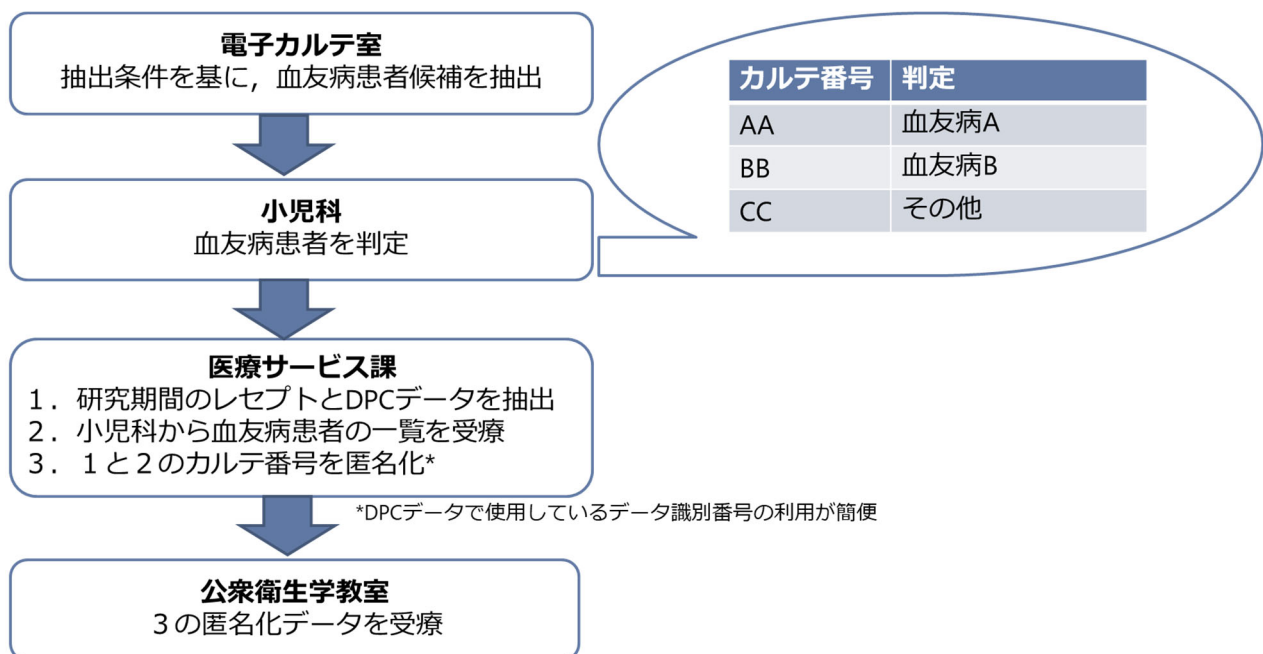 電子カルテ室
抽出条件を基に，血友病患者候補を抽出
カルテ番号 判定
AA 血友病A
BB 血友病B
CC その他
小児科
血友病患者を判定
医療サービス課
１．研究期間のレセプトとDPCデータを抽出
２．小児科から血友病患者の一覧を受療
３．１と２のカルテ番号を匿名化*
*DPCデータで使用しているデータ識別番号の利用が簡便
公衆衛生学教室
３の匿名化データを受療